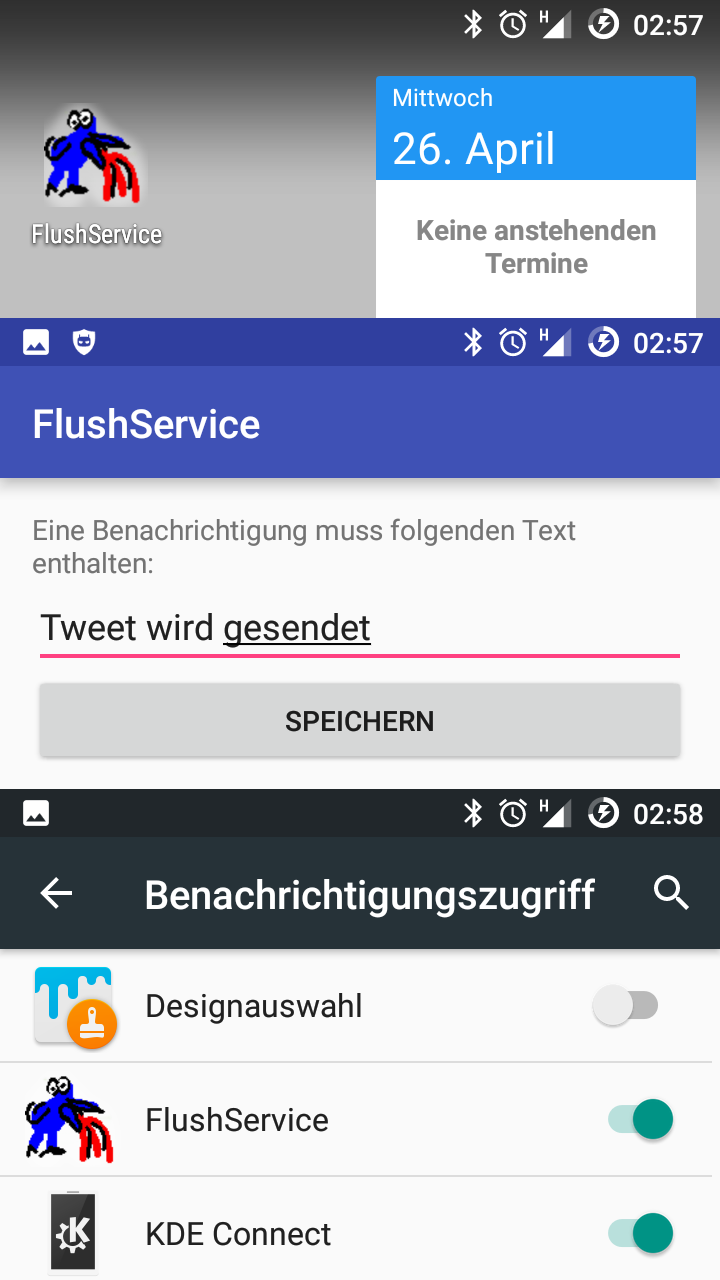 H 02:57
Mittwoch
26. April
FlushService
Keine anstehenden
Termine
H 02:57
FlushService
Eine Benachrichtigung muss folgenden Text
enthalten:
Tweet wird gesendet
SPEICHERN
H 02:58
Benachrichtigungszugriff
Designauswahl
FlushService
K
KDE Connect